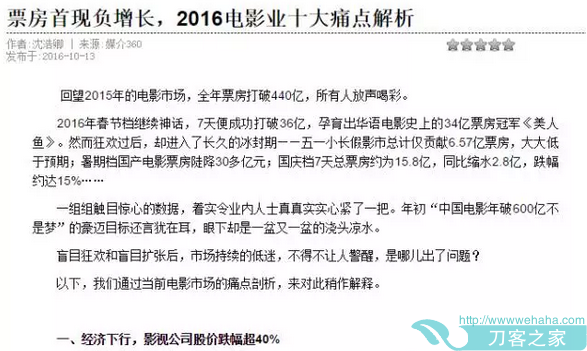 票房首现负增长，2016电影业十大痛点解析
作者：沈浩卿 | 来源：媒介360
发布于：2016-10-13
回望2015年的电影市场，全年票房打破440亿，所有人放声喝彩。
2016年春节档继续神话，7天便成功打破36亿，孕育出华语电影史上的34亿票房冠军《美人
鱼》。然而狂欢过后，却进入了长久的冰封期——五一小长假影市总计仅贡献6.57亿票房，大大低
于预期；暑期档国产电影票房陡降30多亿元；国庆档7天总票房约为15.8亿，同比缩水2.8亿，跌幅
约达15%……
一组组触目惊心的数据，着实令业内人士真真实实心紧了一把。年初“中国电影年破600亿不
是梦”的豪迈目标还言犹在耳，眼下却是一盆又一盆的浇头凉水。
盲目狂欢和盲目扩张后，市场持续的低迷，不得不让人警醒，是哪儿出了问题？
以下，我们通过当前电影市场的痛点剖析，来对此稍作解释。
一、经济下行，影视公司股价跌幅超40%
http://www.wehaha.com
刀客之家